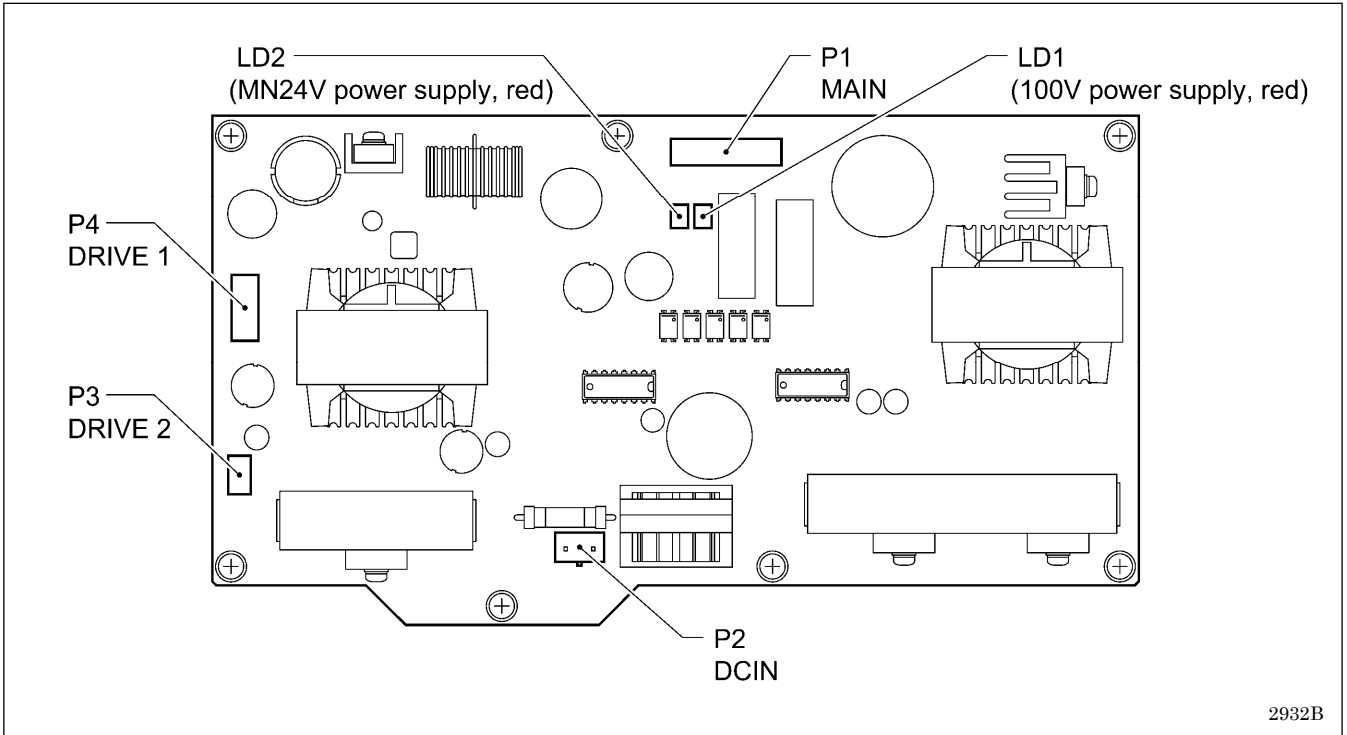 LD2
(MN24V power supply, red)
P1
MAIN
LD1
(100V power supply, red)
P4
DRIVE 1
P3
DRIVE 2
P2
DCIN
2932B